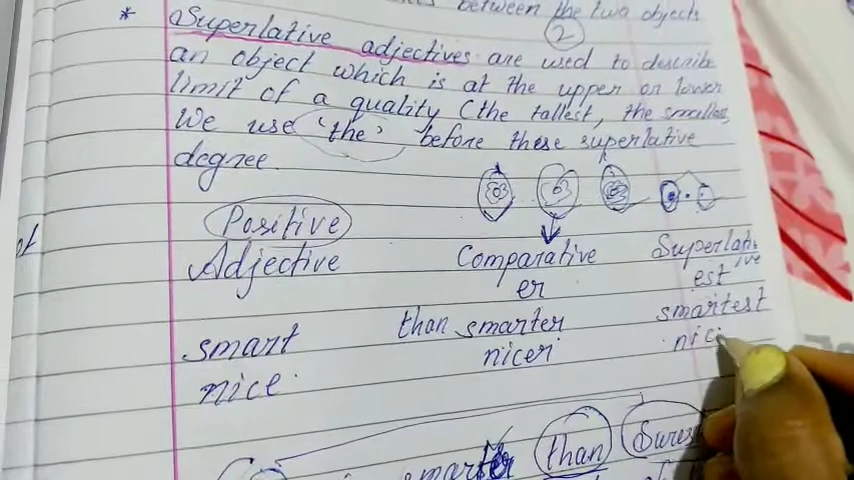 between the two objects
2
* Superlative adjectives are used to describe
an object which is at the upper or lower
limit of a quality (the tallest, the smallest,
We use 'the' before these superlative
degree
Positive
Adjective Comparative Superlative
er est
smart than smarter smartest
nice nicer nic
smarter than